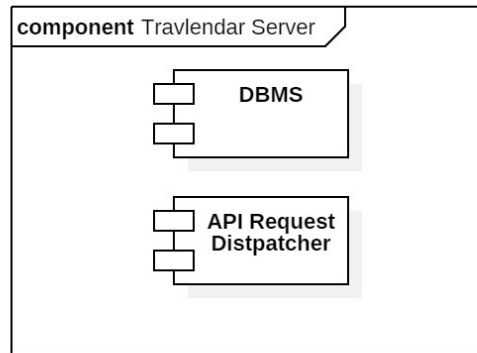 component Travlendar Server
DBMS
API Request
Distpatcher